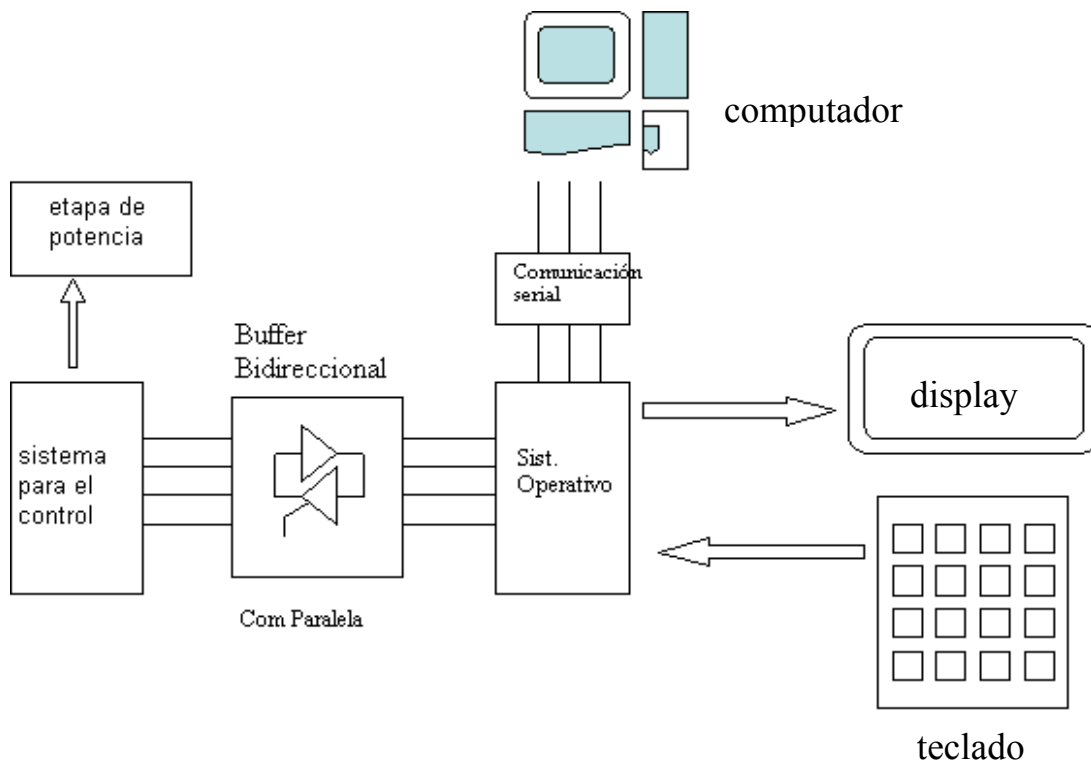 computador
etapa de
potencia
Comunicación
serial
Buffer
Bidireccional
display
sistema
para el
control
Sist.
Operativo
Com Paralela
teclado